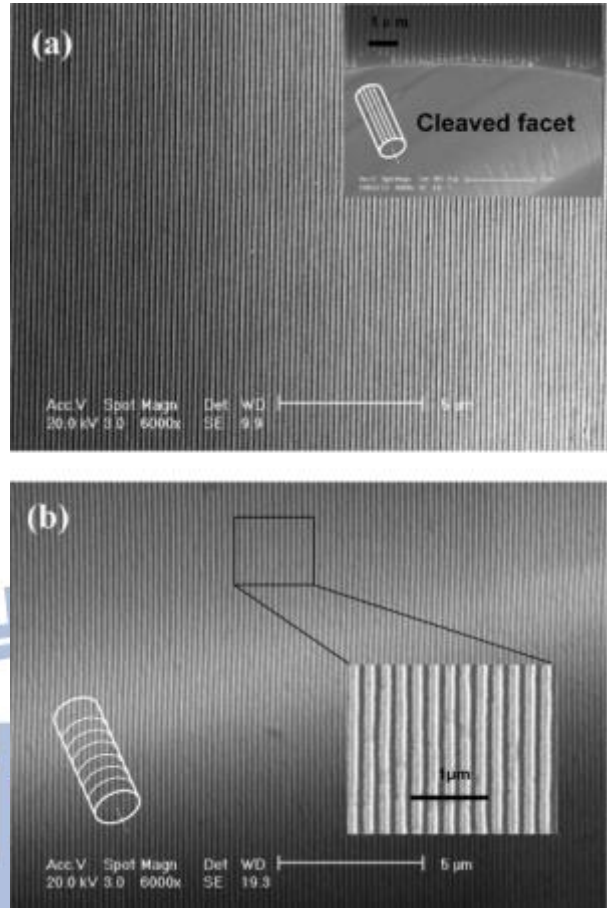 (a)
1 μm
Cleaved facet
Acc.V Spot Magn Det WD 5 μm
20.0 kV 3.0 6000x SE 9.9
(b)
1μm
Acc.V Spot Magn Det WD 5 μm
20.0 kV 3.0 6000x SE 19.3